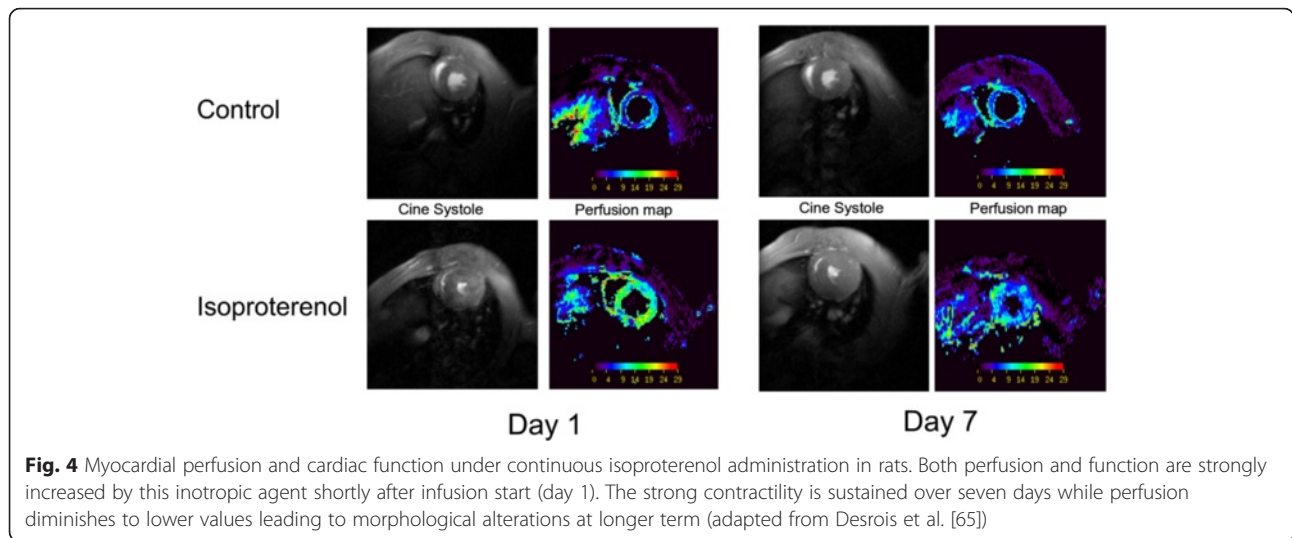 Control
0 4 9 14 19 24 29
0 4 9 14 19 24 29
Cine Systole Perfusion map Cine Systole Perfusion map
Isoproterenol
0 4 9 14 19 24 29
0 4 9 14 19 24 29
Day 1 Day 7
Fig. 4 Myocardial perfusion and cardiac function under continuous isoproterenol administration in rats. Both perfusion and function are strongly
increased by this inotropic agent shortly after infusion start (day 1). The strong contractility is sustained over seven days while perfusion
diminishes to lower values leading to morphological alterations at longer term (adapted from Desrois et al. [65])